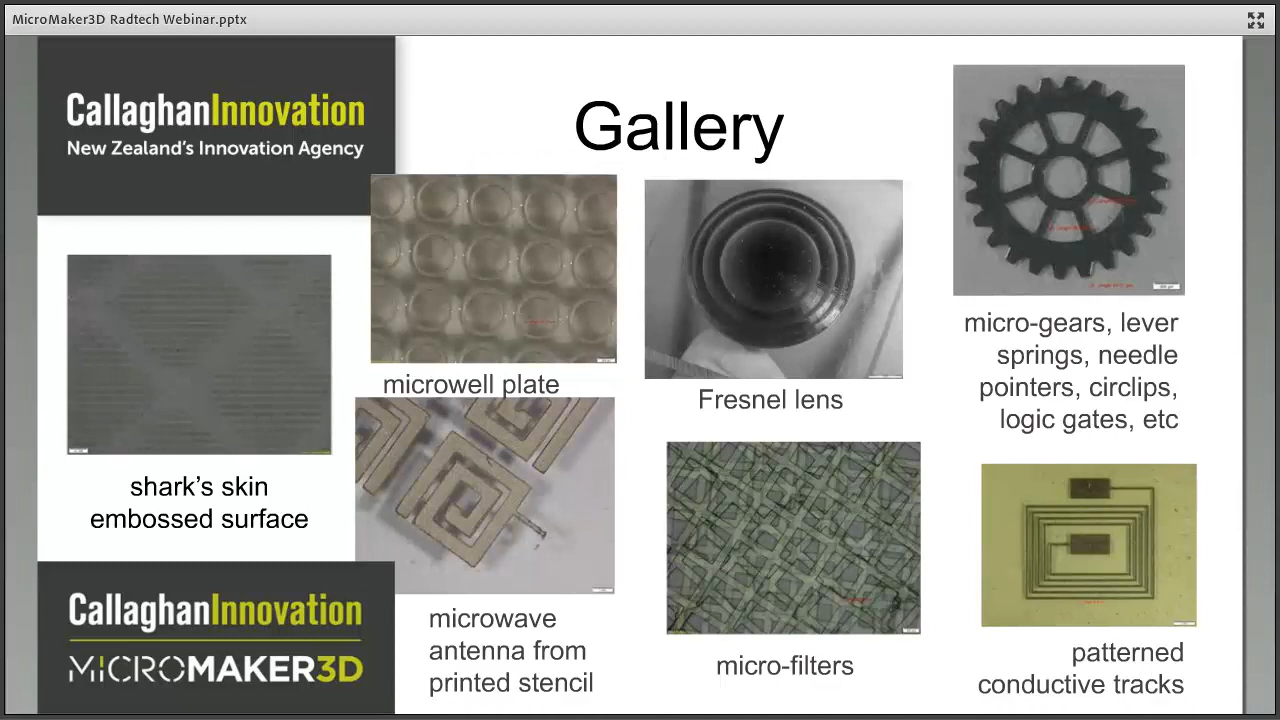 MicroMaker3D Radtech Webinar.pptx
CallaghanInnovation
New Zealand's Innovation Agency
Gallery
microwell plate
Fresnel lens
micro-gears, lever
springs, needle
pointers, circlips,
logic gates, etc
shark's skin
embossed surface
microwave
antenna from
printed stencil
micro-filters
patterned
conductive tracks
CallaghanInnovation
MICROMAKER3D